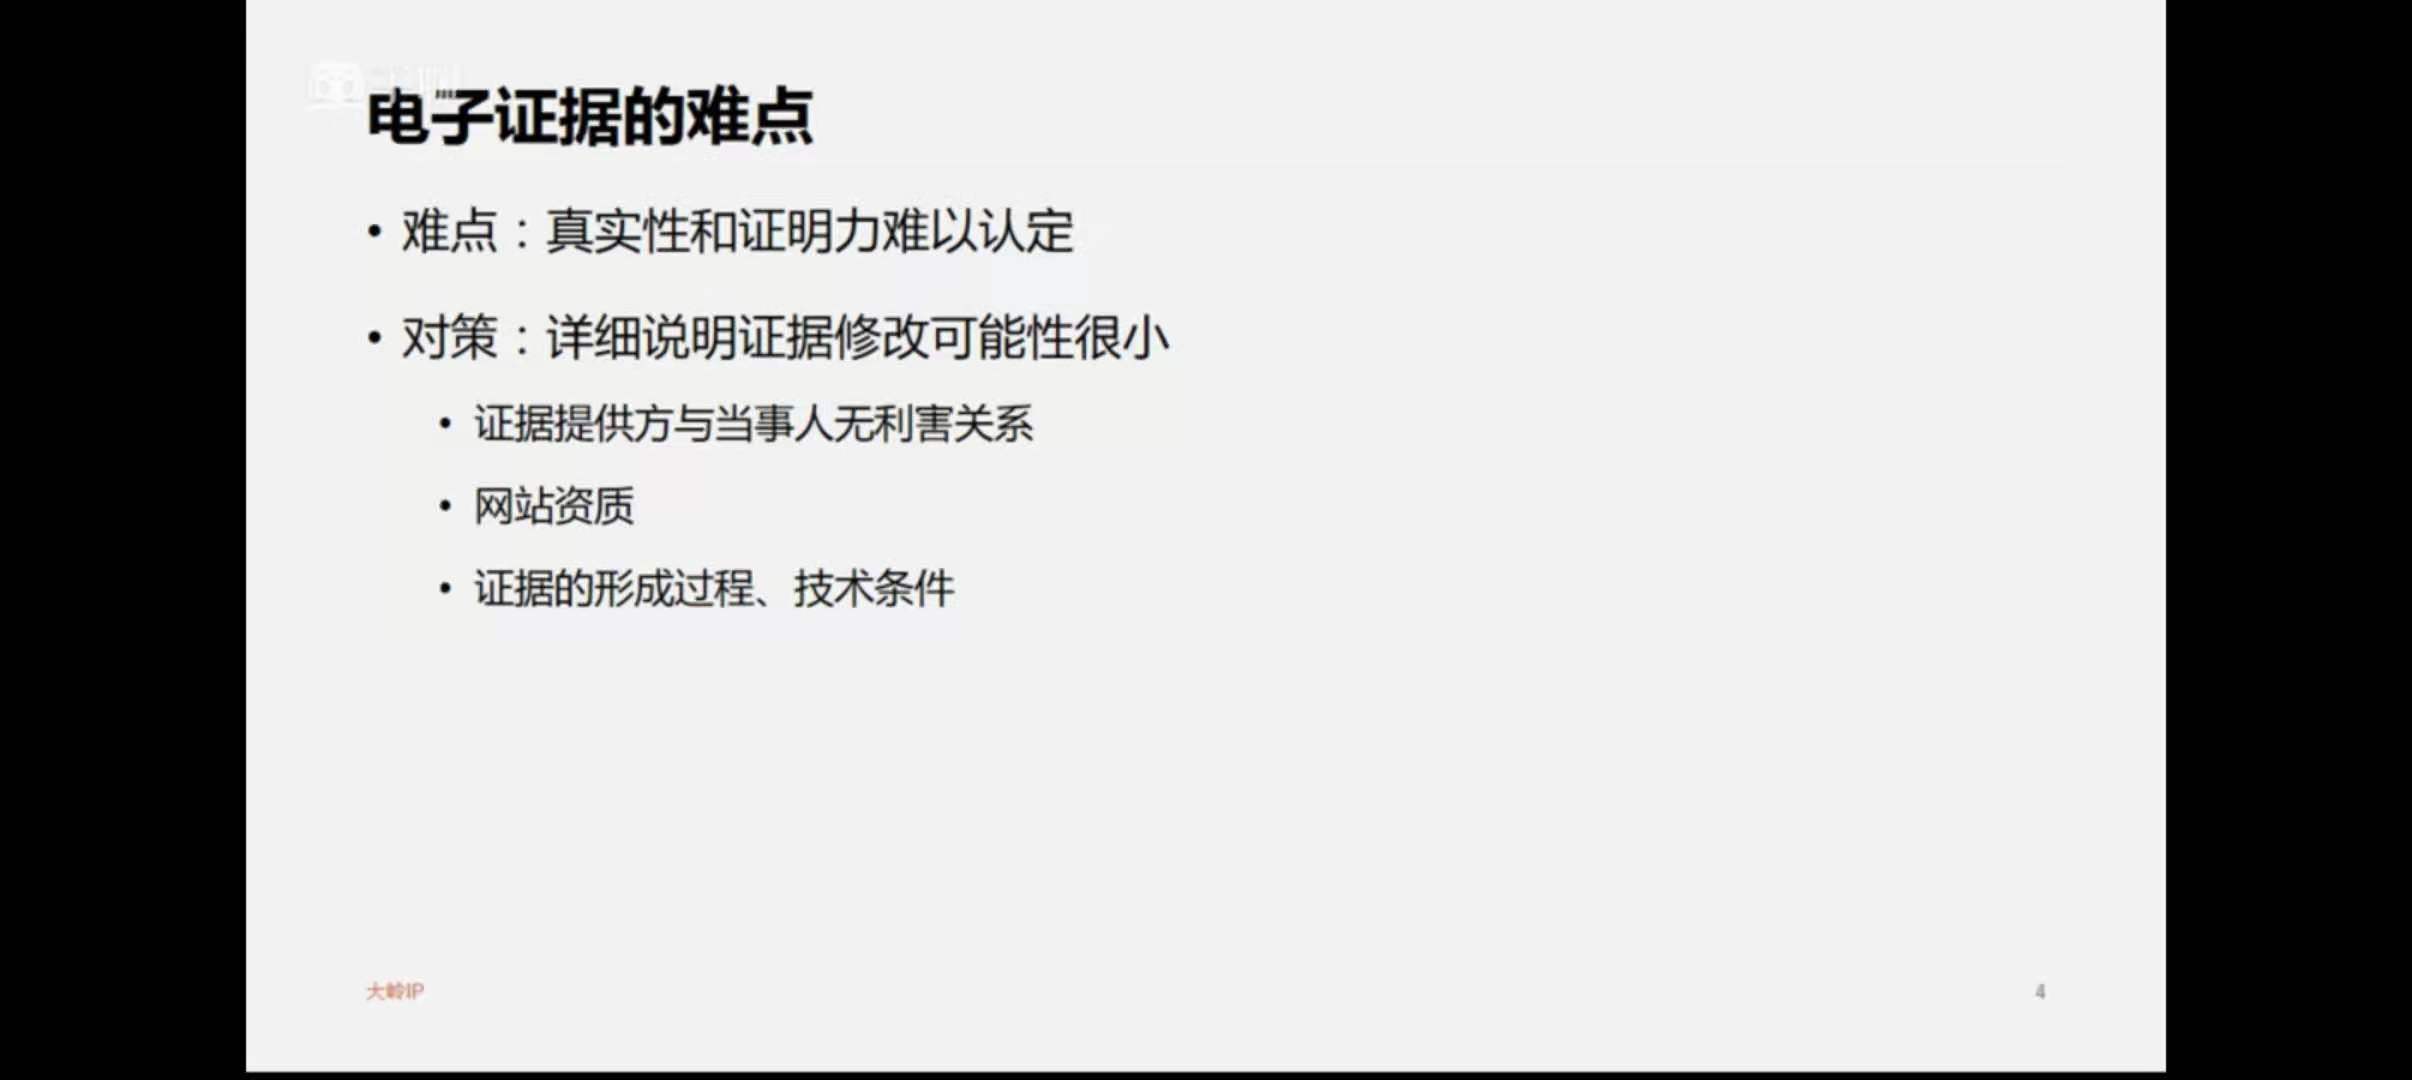 电子证据的难点
• 难点：真实性和证明力难以认定
• 对策：详细说明证据修改可能性很小
• 证据提供方与当事人无利害关系
• 网站资质
• 证据的形成过程、技术条件
大岭IP
4